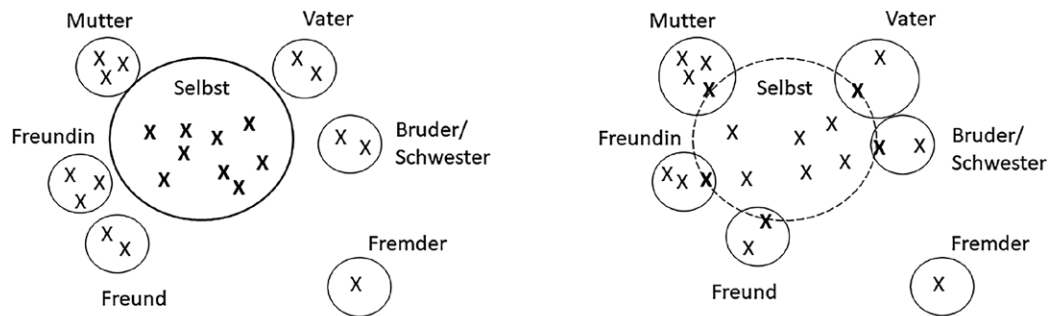 Mutter
Vater
Selbst
X X X
X X
X X X X
X X
Freundin
X X X X X
X X X
X X
Bruder/
Schwester
X X
Freund
Fremder
X
Mutter
Vater
Selbst
X X X X
X X
Freundin
X X X
X X X
X X X
Bruder/
Schwester
X X
X X
Freund
Fremder
X